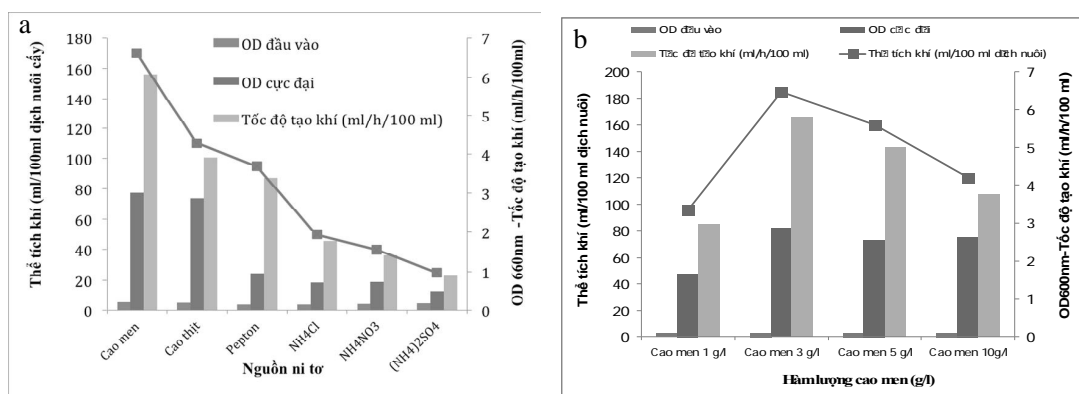 a
OD đầu vào
OD cực đại
Tốc độ tạo khí (ml/h/100 ml)
Thể tích khí (ml/100ml dịch nuôi cấy)
180
160
140
120
100
80
60
40
20
0
7
6
5
4
3
2
1
0
OD 660nm -Tốc độ tạo khí (ml/h/100ml)
Cao men
Cao thịt
Pepton
NH4Cl
NH4NO3
(NH4)2SO4
Nguồn ni tơ
b
OD đầu vào
OD
khí (ml/h/100 ml)
tích khí (ml/100 ml nuôi)
Thể tích khí (ml/100 ml dịch nuôi)
200
180
160
140
120
100
80
60
40
20
0
7
6
5
4
3
2
1
0
OD600nm-Tốc độ tạo khí (ml/h/100 ml)
Cao men 1 g/l
Cao men 3 g/l
Cao men 5 g/l
Cao men 10g/l
Hàm lượng cao men (g/l)